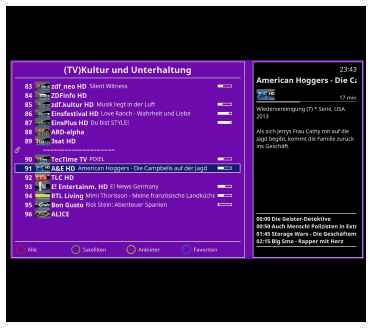 (TV)Kultur und Unterhaltung
83 zdf_neo HD Silent Witness
84 ZDFinfo HD
85 zdf.kultur HD Musik liegt in der Luft
86 Einsfestival HD Love Ranch - Wahrheit und Liebe
87 EinsPlus HD Du bist STYLE!
88 ARD-alpha
89 3sat HD
90 TecTime TV PIXEL
91 A&E HD American Hoggers - Die Campbells auf der Jagd
92 TLC HD
93 E! Entertainm. HD E! News Germany
94 RTL Living Mimi Thorisson - Meine französische Landküche
95 Bon Gusto Rick Stein: Abenteuer Spanien
96 ALICE
Alle
Satelliten
Anbieter
Favoriten
23:43
American Hoggers - Die Ca
17 min
Wiedervereinigung (7) * Serie, USA
2013
Als sich Jerrys Frau Cathy mit auf die
Jagd begibt, kommt die Familie zurück
ins Geschäft.
00:00 Die Geister-Detektive
00:50 Auch Mensch! Polizisten in Extr
01:45 Storage Wars - Die Geschäftem
02:15 Big Smo - Rapper mit Herz